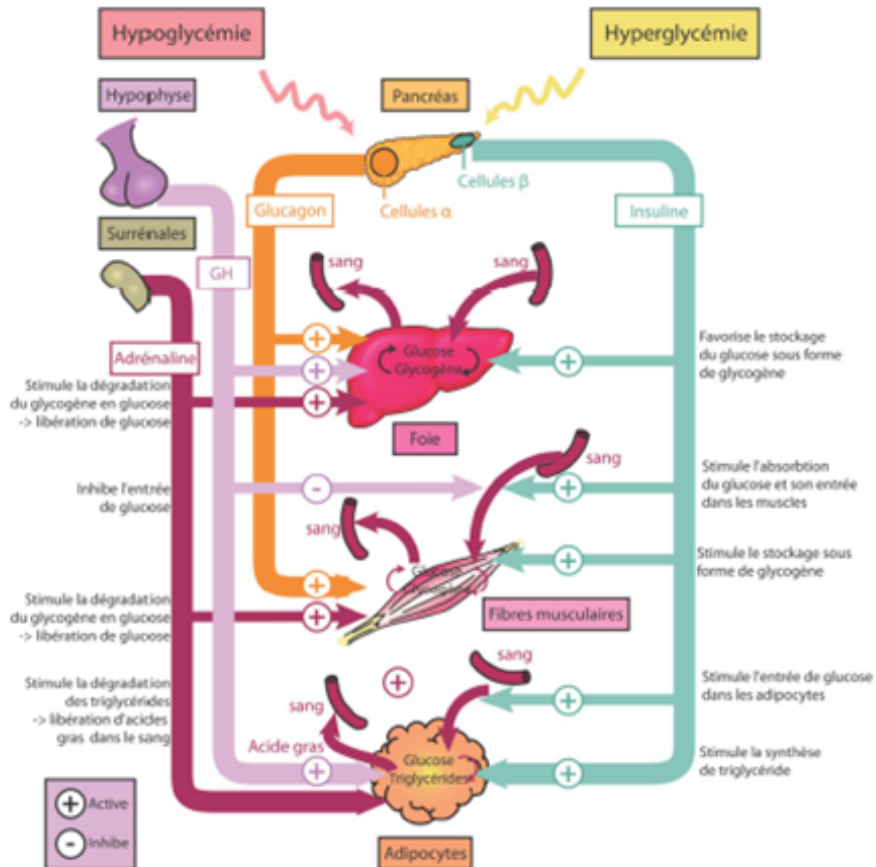 Hypoglycémie
Hyperglycémie
Hypophyse
Pancréas
Cellules β
Cellules α
Glucagon
Insuline
Surrénales
GH
sang
sang
Adrénaline
Glucose
Glycogène
Favorise le stockage
du glucose sous forme
de glycogène
Stimule la dégradation
du glycogène en glucose
-> libération de glucose
Foie
sang
Stimule l'absorbtion
du glucose et son entrée
dans les muscles
Inhibe l'entrée
de glucose
sang
Stimule le stockage sous
forme de glycogène
Glucose
Glycogène
Stimule la dégradation
du glycogène en glucose
-> libération de glucose
Fibres musculaires
sang
Stimule l'entrée de glucose
dans les adipocytes
Stimule la dégradation
des triglycérides
-> libération d'acides
gras dans le sang
sang
Acide gras
Glucose
Triglycérides
Stimule la synthèse
de triglycéride
+ Active
- Inhibe
Adipocytes